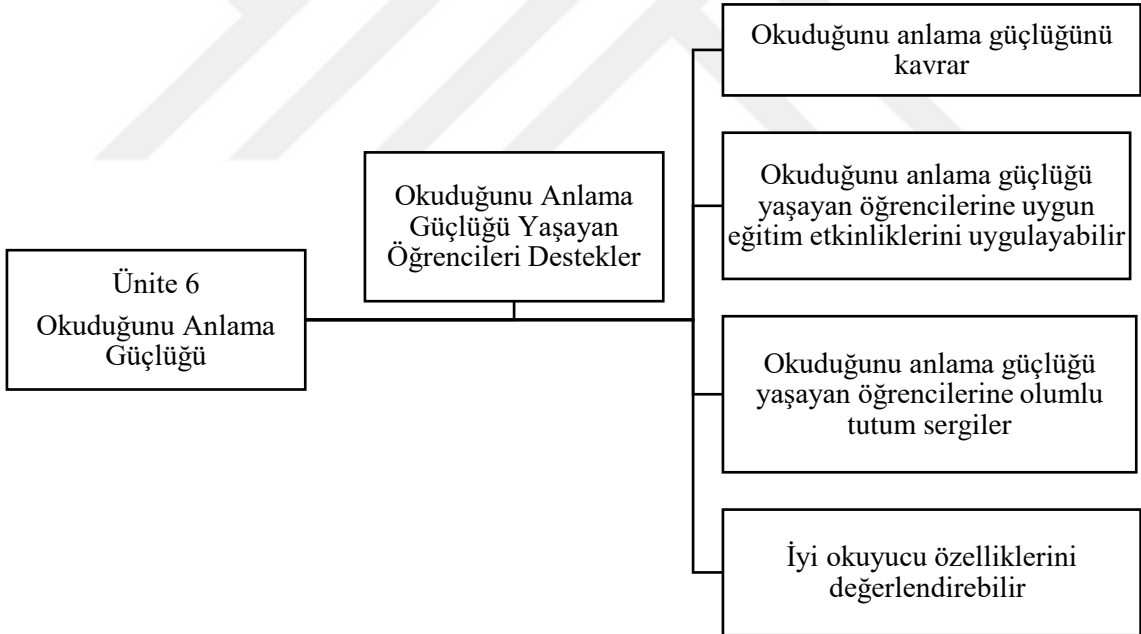 Ünite 6
Okuduğunu Anlama
Güçlüğü
Okuduğunu Anlama
Güçlüğü Yaşayan
Öğrencileri Destekler
Okuduğunu anlama güçlüğünü
kavrar
Okuduğunu anlama güçlüğü
yaşayan öğrencilerine uygun
eğitim etkinliklerini uygulayabilir
Okuduğunu anlama güçlüğü
yaşayan öğrencilerine olumlu
tutum sergiler
İyi okuyucu özelliklerini
değerlendirebilir